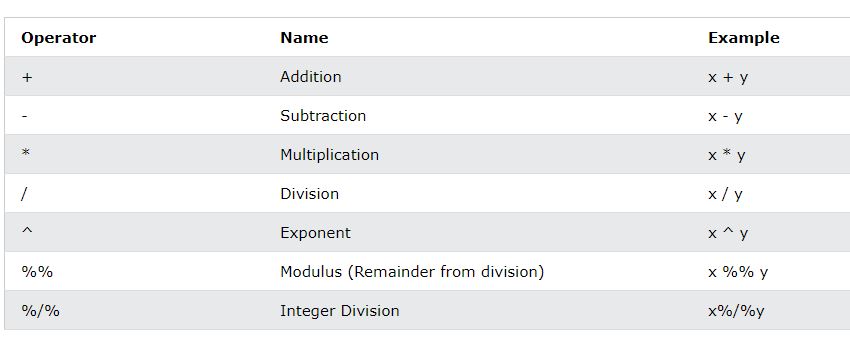 Operator Name Example
+ Addition x + y
- Subtraction x - y
* Multiplication x * y
/ Division x / y
^ Exponent x ^ y
%% Modulus (Remainder from division) x %% y
%/% Integer Division x%/%y